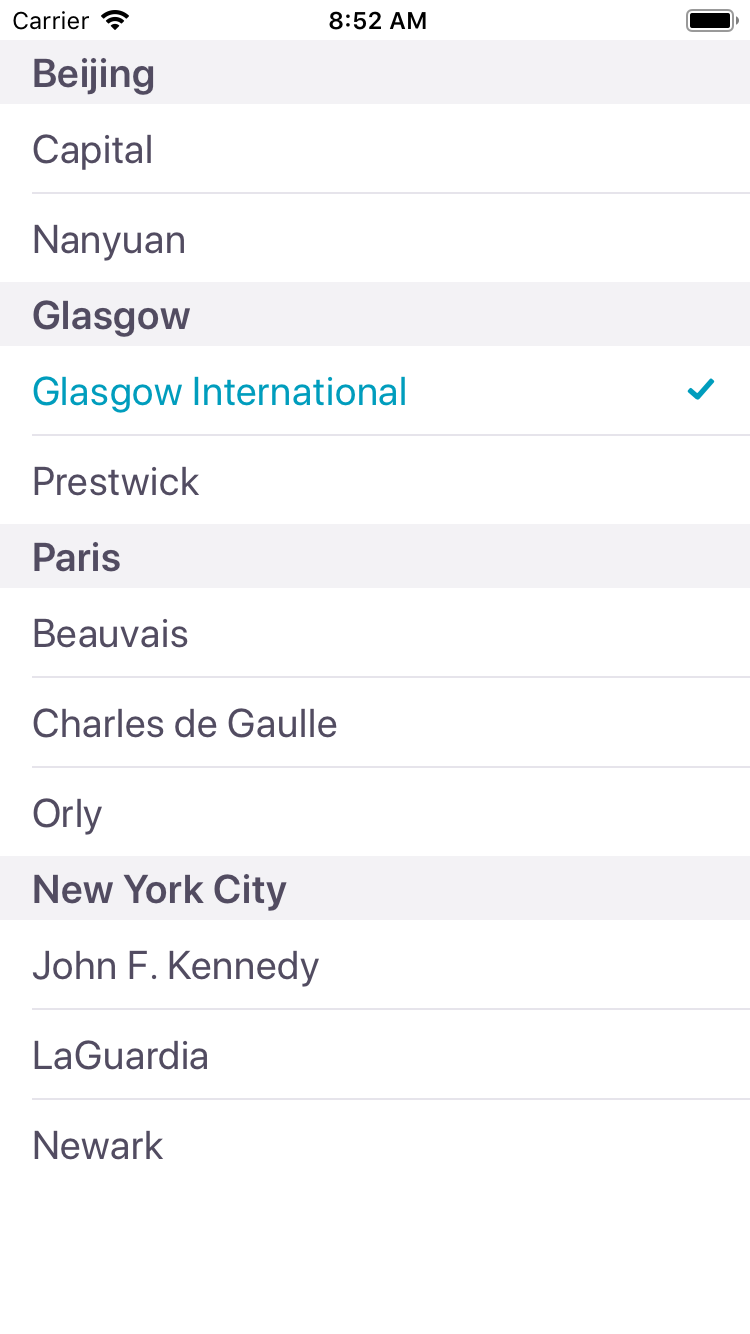 Carrier 8:52 AM
Beijing
Capital
Nanyuan
Glasgow
Glasgow International
Prestwick
Paris
Beauvais
Charles de Gaulle
Orly
New York City
John F. Kennedy
LaGuardia
Newark